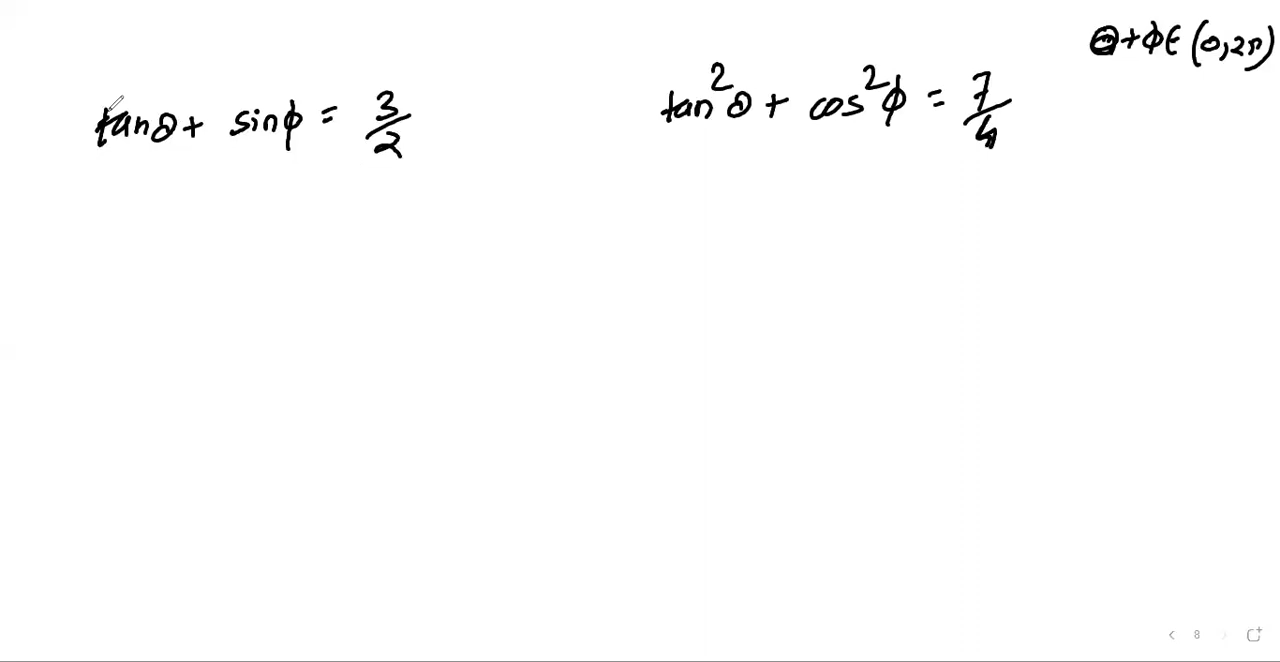 θ+ϕ∈(0,2π)
tanθ + sinϕ = 3/2
tan²θ + cos²ϕ = 7/4
8